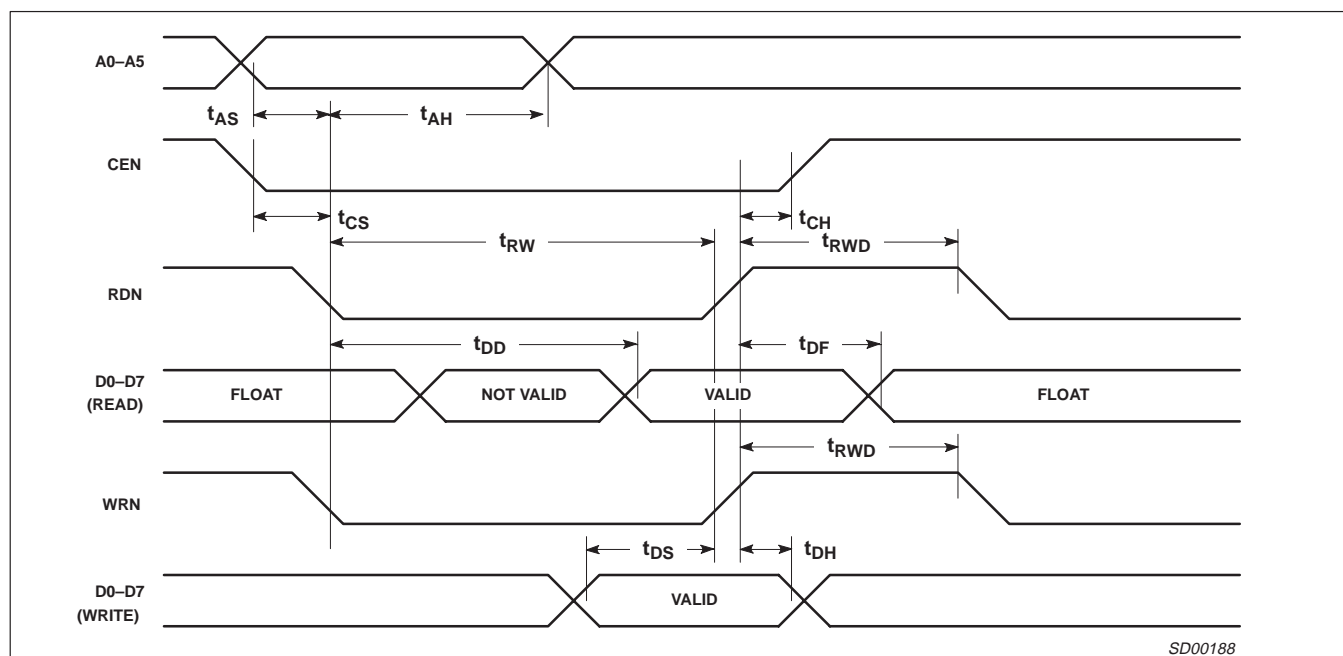 A0–A5
tAS
tAH
CEN
tCS
tCH
tRW
tRWD
RDN
tDD
tDF
D0–D7
(READ)
FLOAT
NOT VALID
VALID
FLOAT
tRWD
WRN
tDS
tDH
D0–D7
(WRITE)
VALID
SD00188